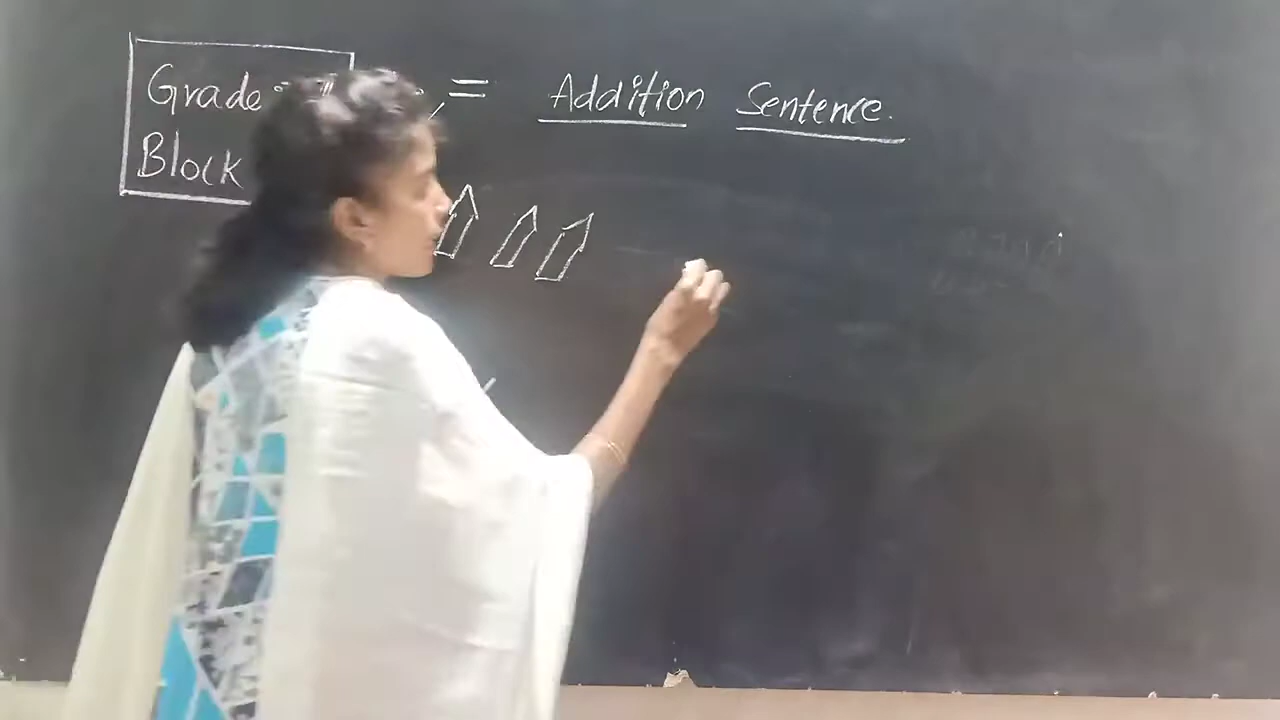 Grade = Addition Sentence.
Block